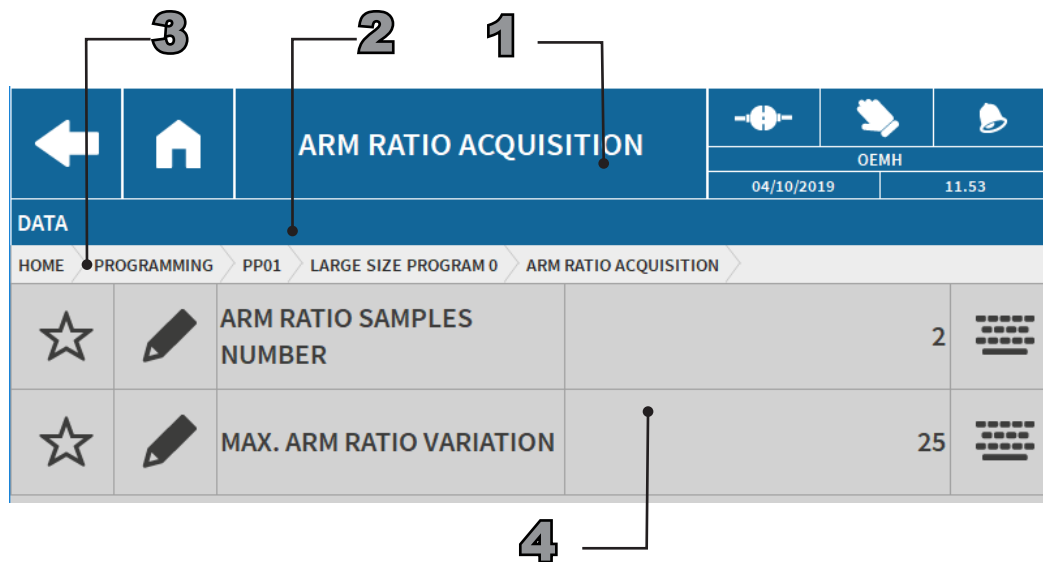 3 2 1
ARM RATIO ACQUISITION
OEMH
04/10/2019 11.53
DATA
HOME PROGRAMMING PP01 LARGE SIZE PROGRAM 0 ARM RATIO ACQUISITION
ARM RATIO SAMPLES
NUMBER
2
MAX. ARM RATIO VARIATION 25
4